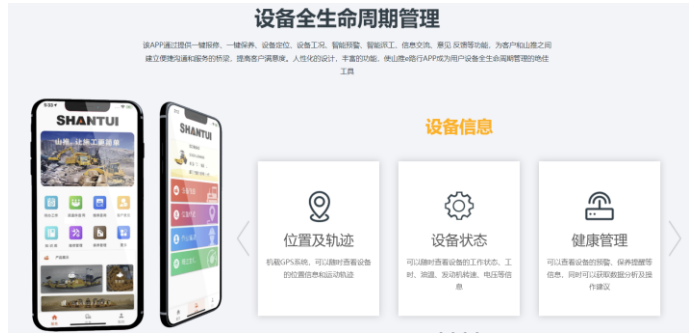 设备全生命周期管理
该APP通过提供一键报修、一键保养、设备定位、设备工况、智能预警、智能派工、信息交流、意见 反馈等功能，为客户和山推之间
建立便捷沟通和服务的桥梁，提高客户满意度。人性化的设计，丰富的功能，使山推e路行APP成为用户设备全生命周期管理的绝佳
工具
9:33
SHANTUI
山推，让施工更简单
SHANTUI
设备信息
位置及轨迹
机载GPS系统，可以随时查看设备
的位置信息和运动轨迹
设备状态
可以随时查看设备的工作状态、工
时、油温、发动机转速、电压等信
息
健康管理
可以查看设备的预警、保养提醒等
信息，同时可以获取数据分析及操
作建议